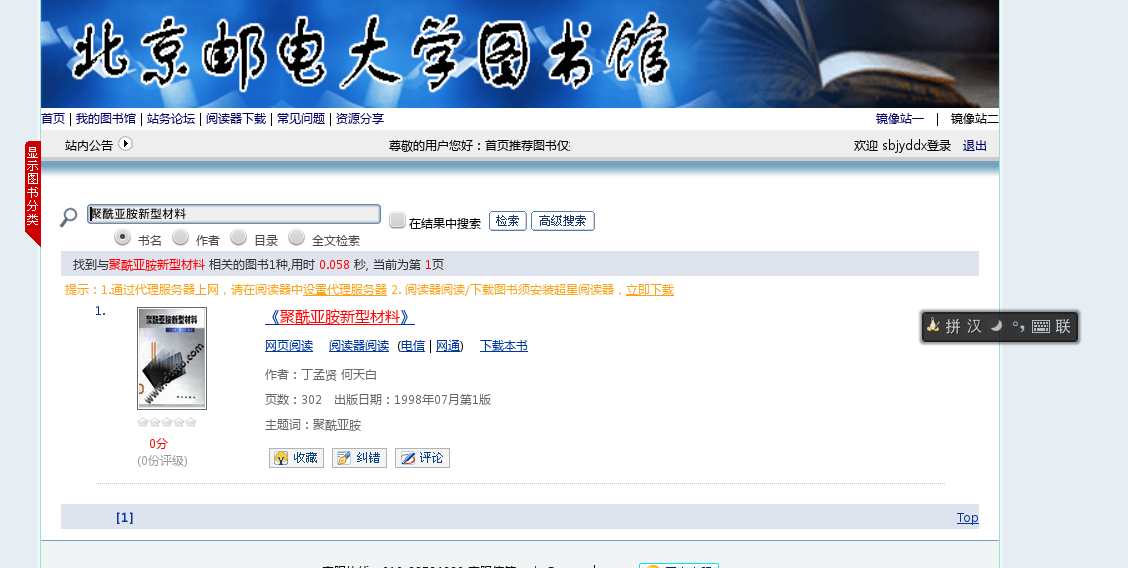 北京邮电大学图书馆
首页 | 我的图书馆 | 站务论坛 | 阅读器下载 | 常见问题 | 资源分享 镜像站一 | 镜像站二
站内公告 尊敬的用户您好：首页推荐图书仅 欢迎 sbjyddx登录 退出
显示图书分类
聚酰亚胺新型材料 在结果中搜索 检索 高级搜索
书名 作者 目录 全文检索
找到与聚酰亚胺新型材料 相关的图书1种,用时 0.058 秒, 当前为第 1页
提示：1.通过代理服务器上网，请在阅读器中设置代理服务器 2. 阅读器阅读/下载图书须安装超星阅读器，立即下载
1. 《聚酰亚胺新型材料》
聚酰亚胺新型材料
拼 汉 联
网页阅读 阅读器阅读 (电信 | 网通) 下载本书
作者：丁孟贤 何天白
页数：302 出版日期：1998年07月第1版
主题词：聚酰亚胺
0分
(0份评级)
收藏 纠错 评论
[1] Top